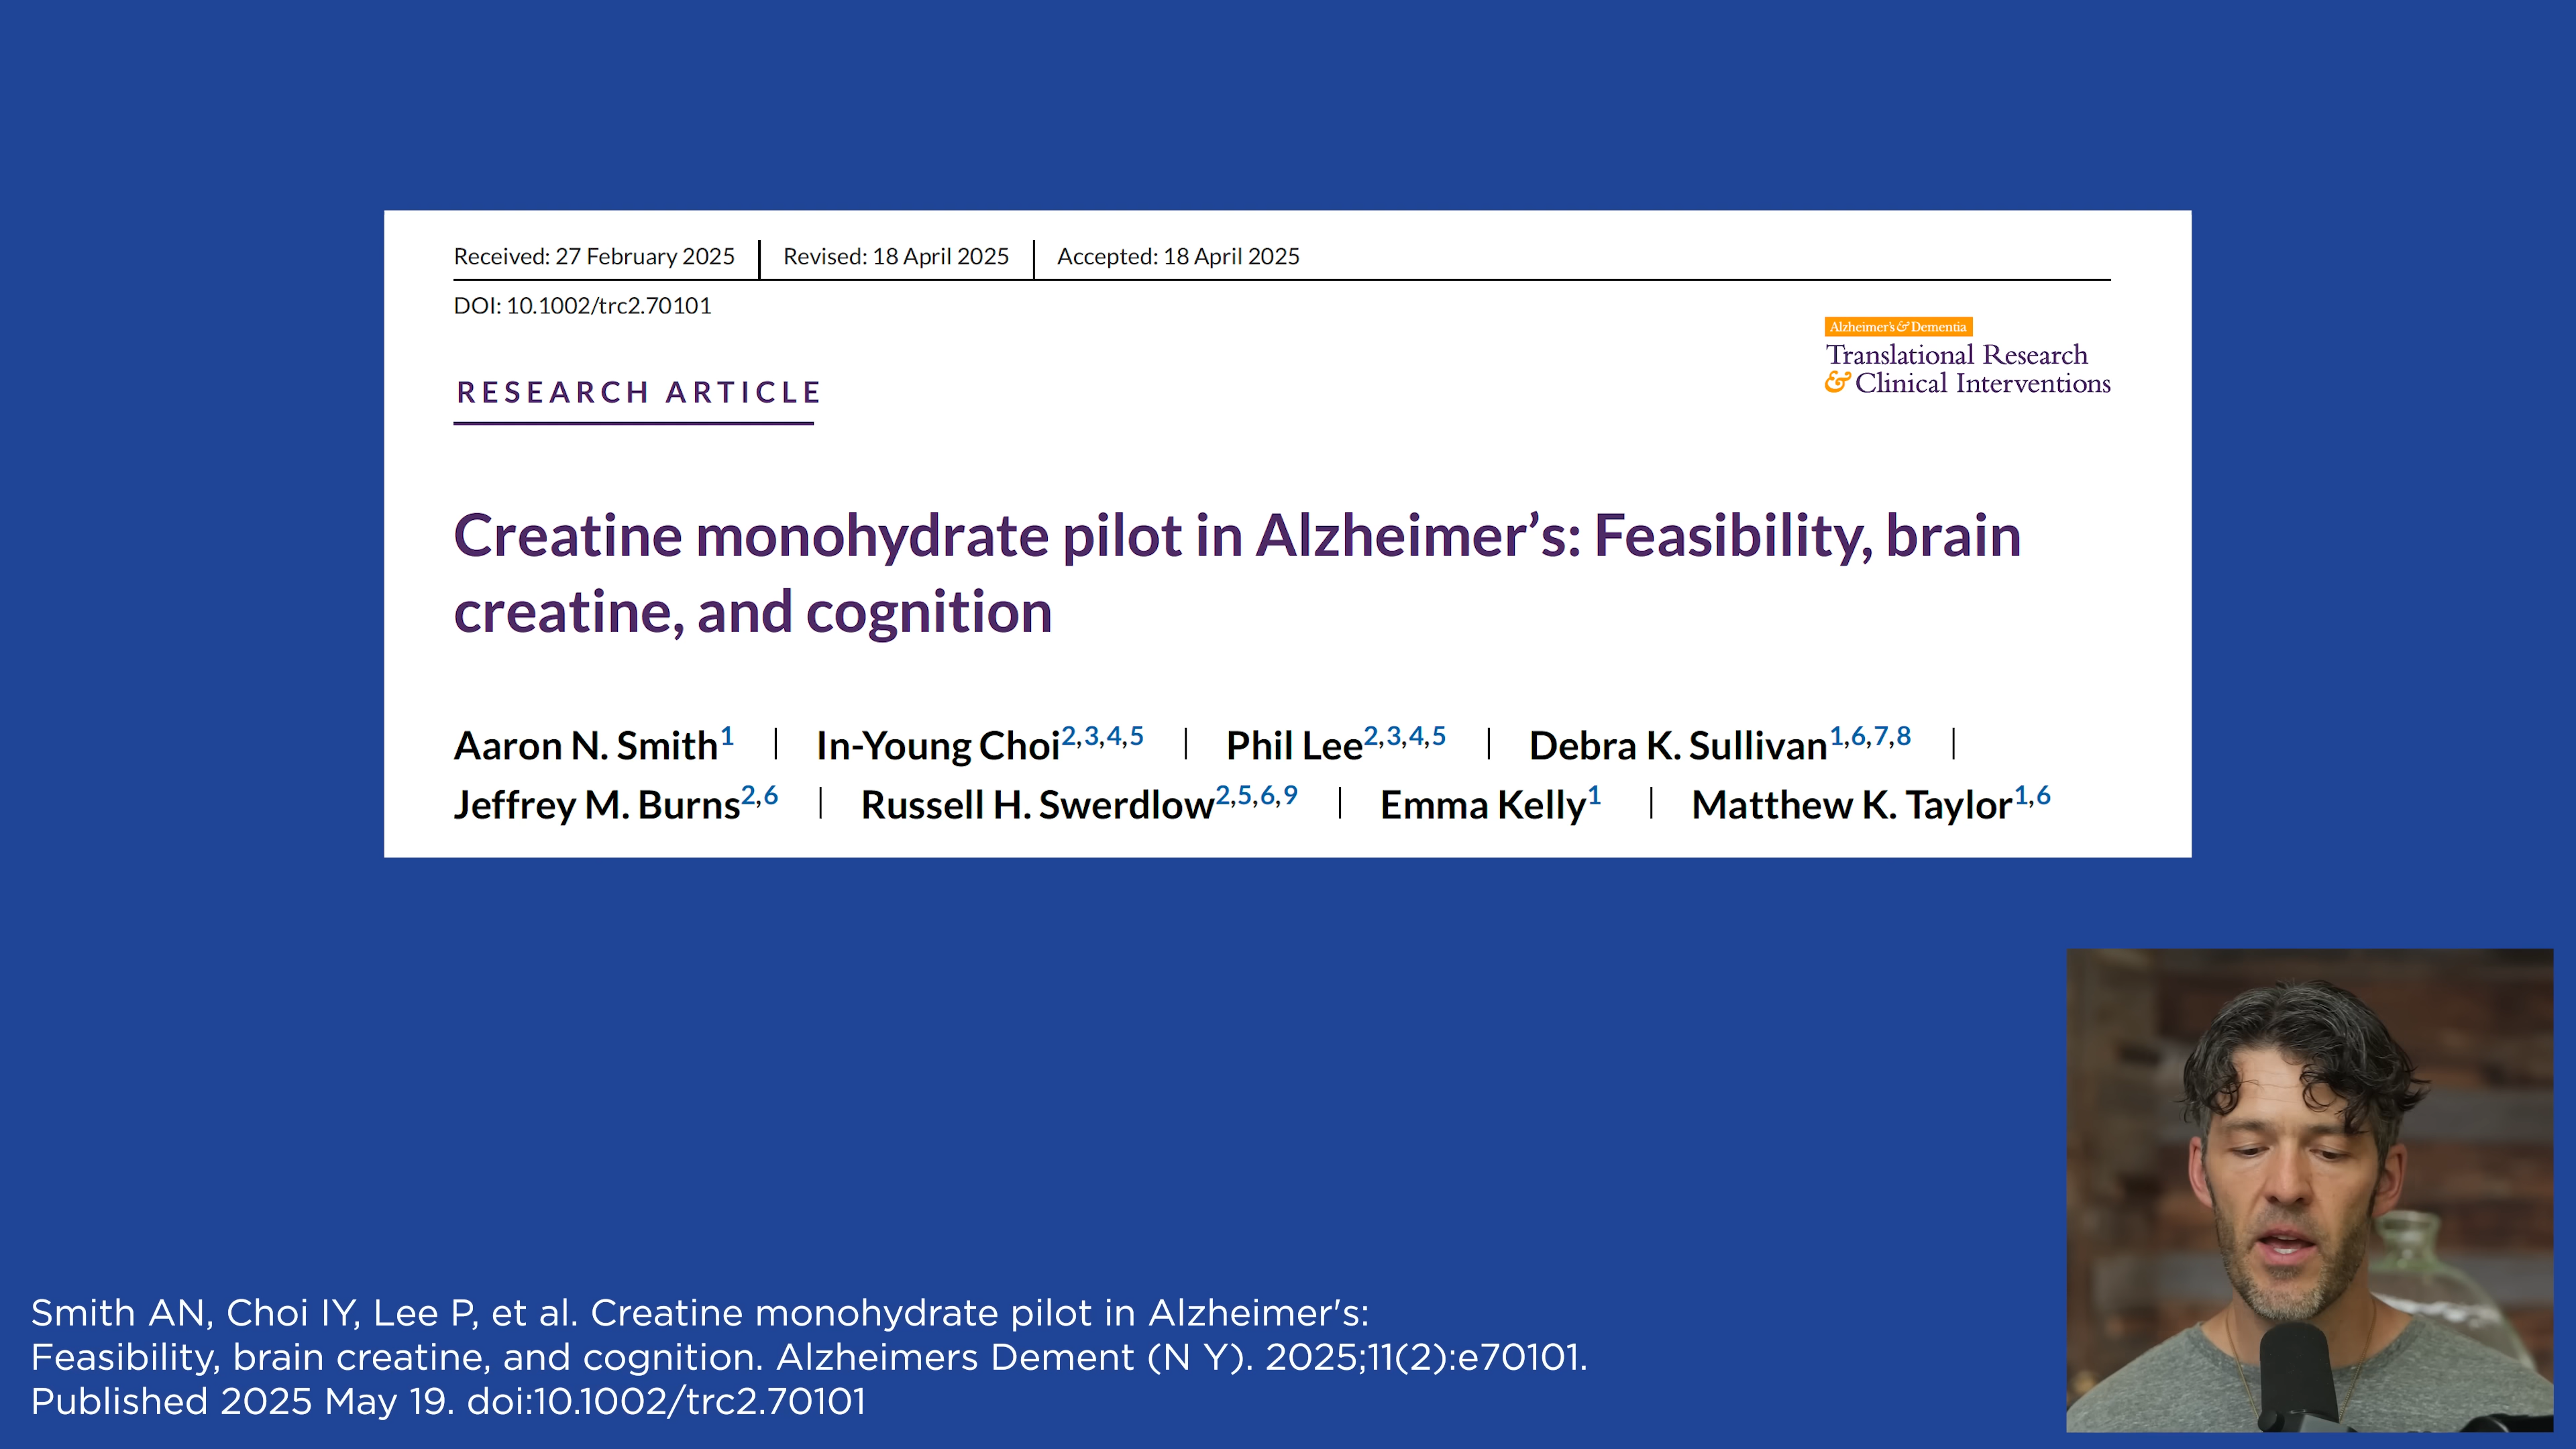 Received: 27 February 2025 | Revised: 18 April 2025 | Accepted: 18 April 2025
DOI: 10.1002/trc2.70101
Alzheimer's & Dementia
Translational Research
& Clinical Interventions
RESEARCH ARTICLE
Creatine monohydrate pilot in Alzheimer’s: Feasibility, brain
creatine, and cognition
Aaron N. Smith1 | In-Young Choi2,3,4,5 | Phil Lee2,3,4,5 | Debra K. Sullivan1,6,7,8 |
Jeffrey M. Burns2,6 | Russell H. Swerdlow2,5,6,9 | Emma Kelly1 | Matthew K. Taylor1,6
Smith AN, Choi IY, Lee P, et al. Creatine monohydrate pilot in Alzheimer's:
Feasibility, brain creatine, and cognition. Alzheimers Dement (N Y). 2025;11(2):e70101.
Published 2025 May 19. doi:10.1002/trc2.70101